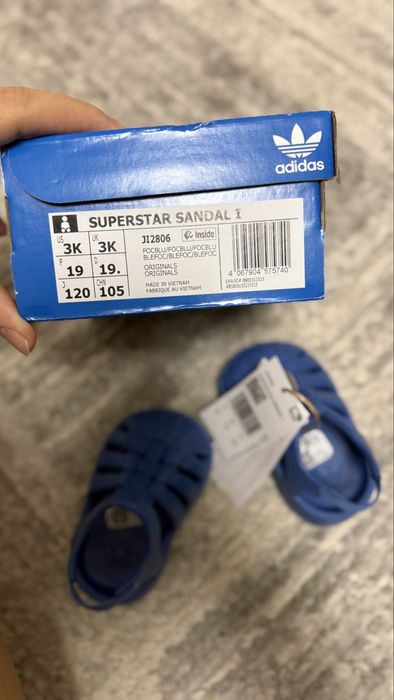 adidas
SUPERSTAR SANDAL I
US 3K UK 3K
F 19 D 19.
J 120 CHN 105
JI2806
Inside
FOCBLU/FOCBLU/FOCBLU
BLEFOC/BLEFOC/BLEFOC
ORIGINALS
ORIGINALS
MADE IN VIETNAM
FABRIQUÉ AU VIETNAM
4 067904 575740